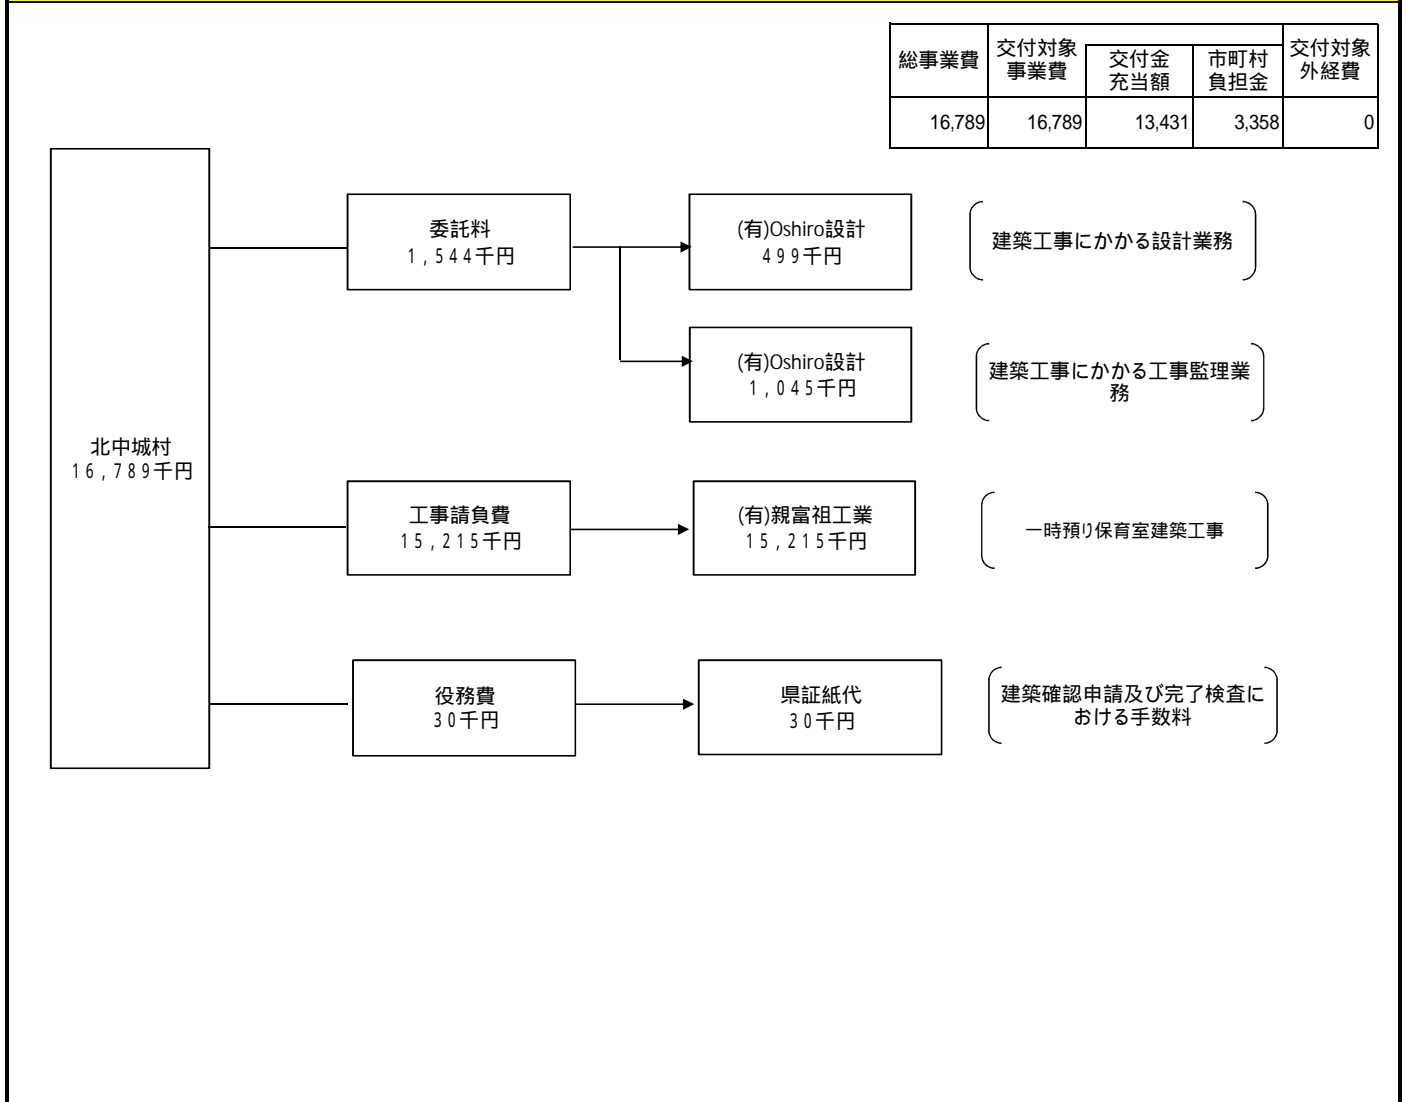 総事業費
交付対象
事業費
交付金
充当額
市町村
負担金
交付対象
外経費
16,789
16,789
13,431
3,358
0
委託料
1,544千円
(有)Oshiro設計
499千円
建築工事にかかる設計業務
(有)Oshiro設計
1,045千円
建築工事にかかる工事監理業
務
北中城村
16,789千円
工事請負費
15,215千円
(有)親富祖工業
15,215千円
一時預り保育室建築工事
役務費
30千円
県証紙代
30千円
建築確認申請及び完了検査に
おける手数料